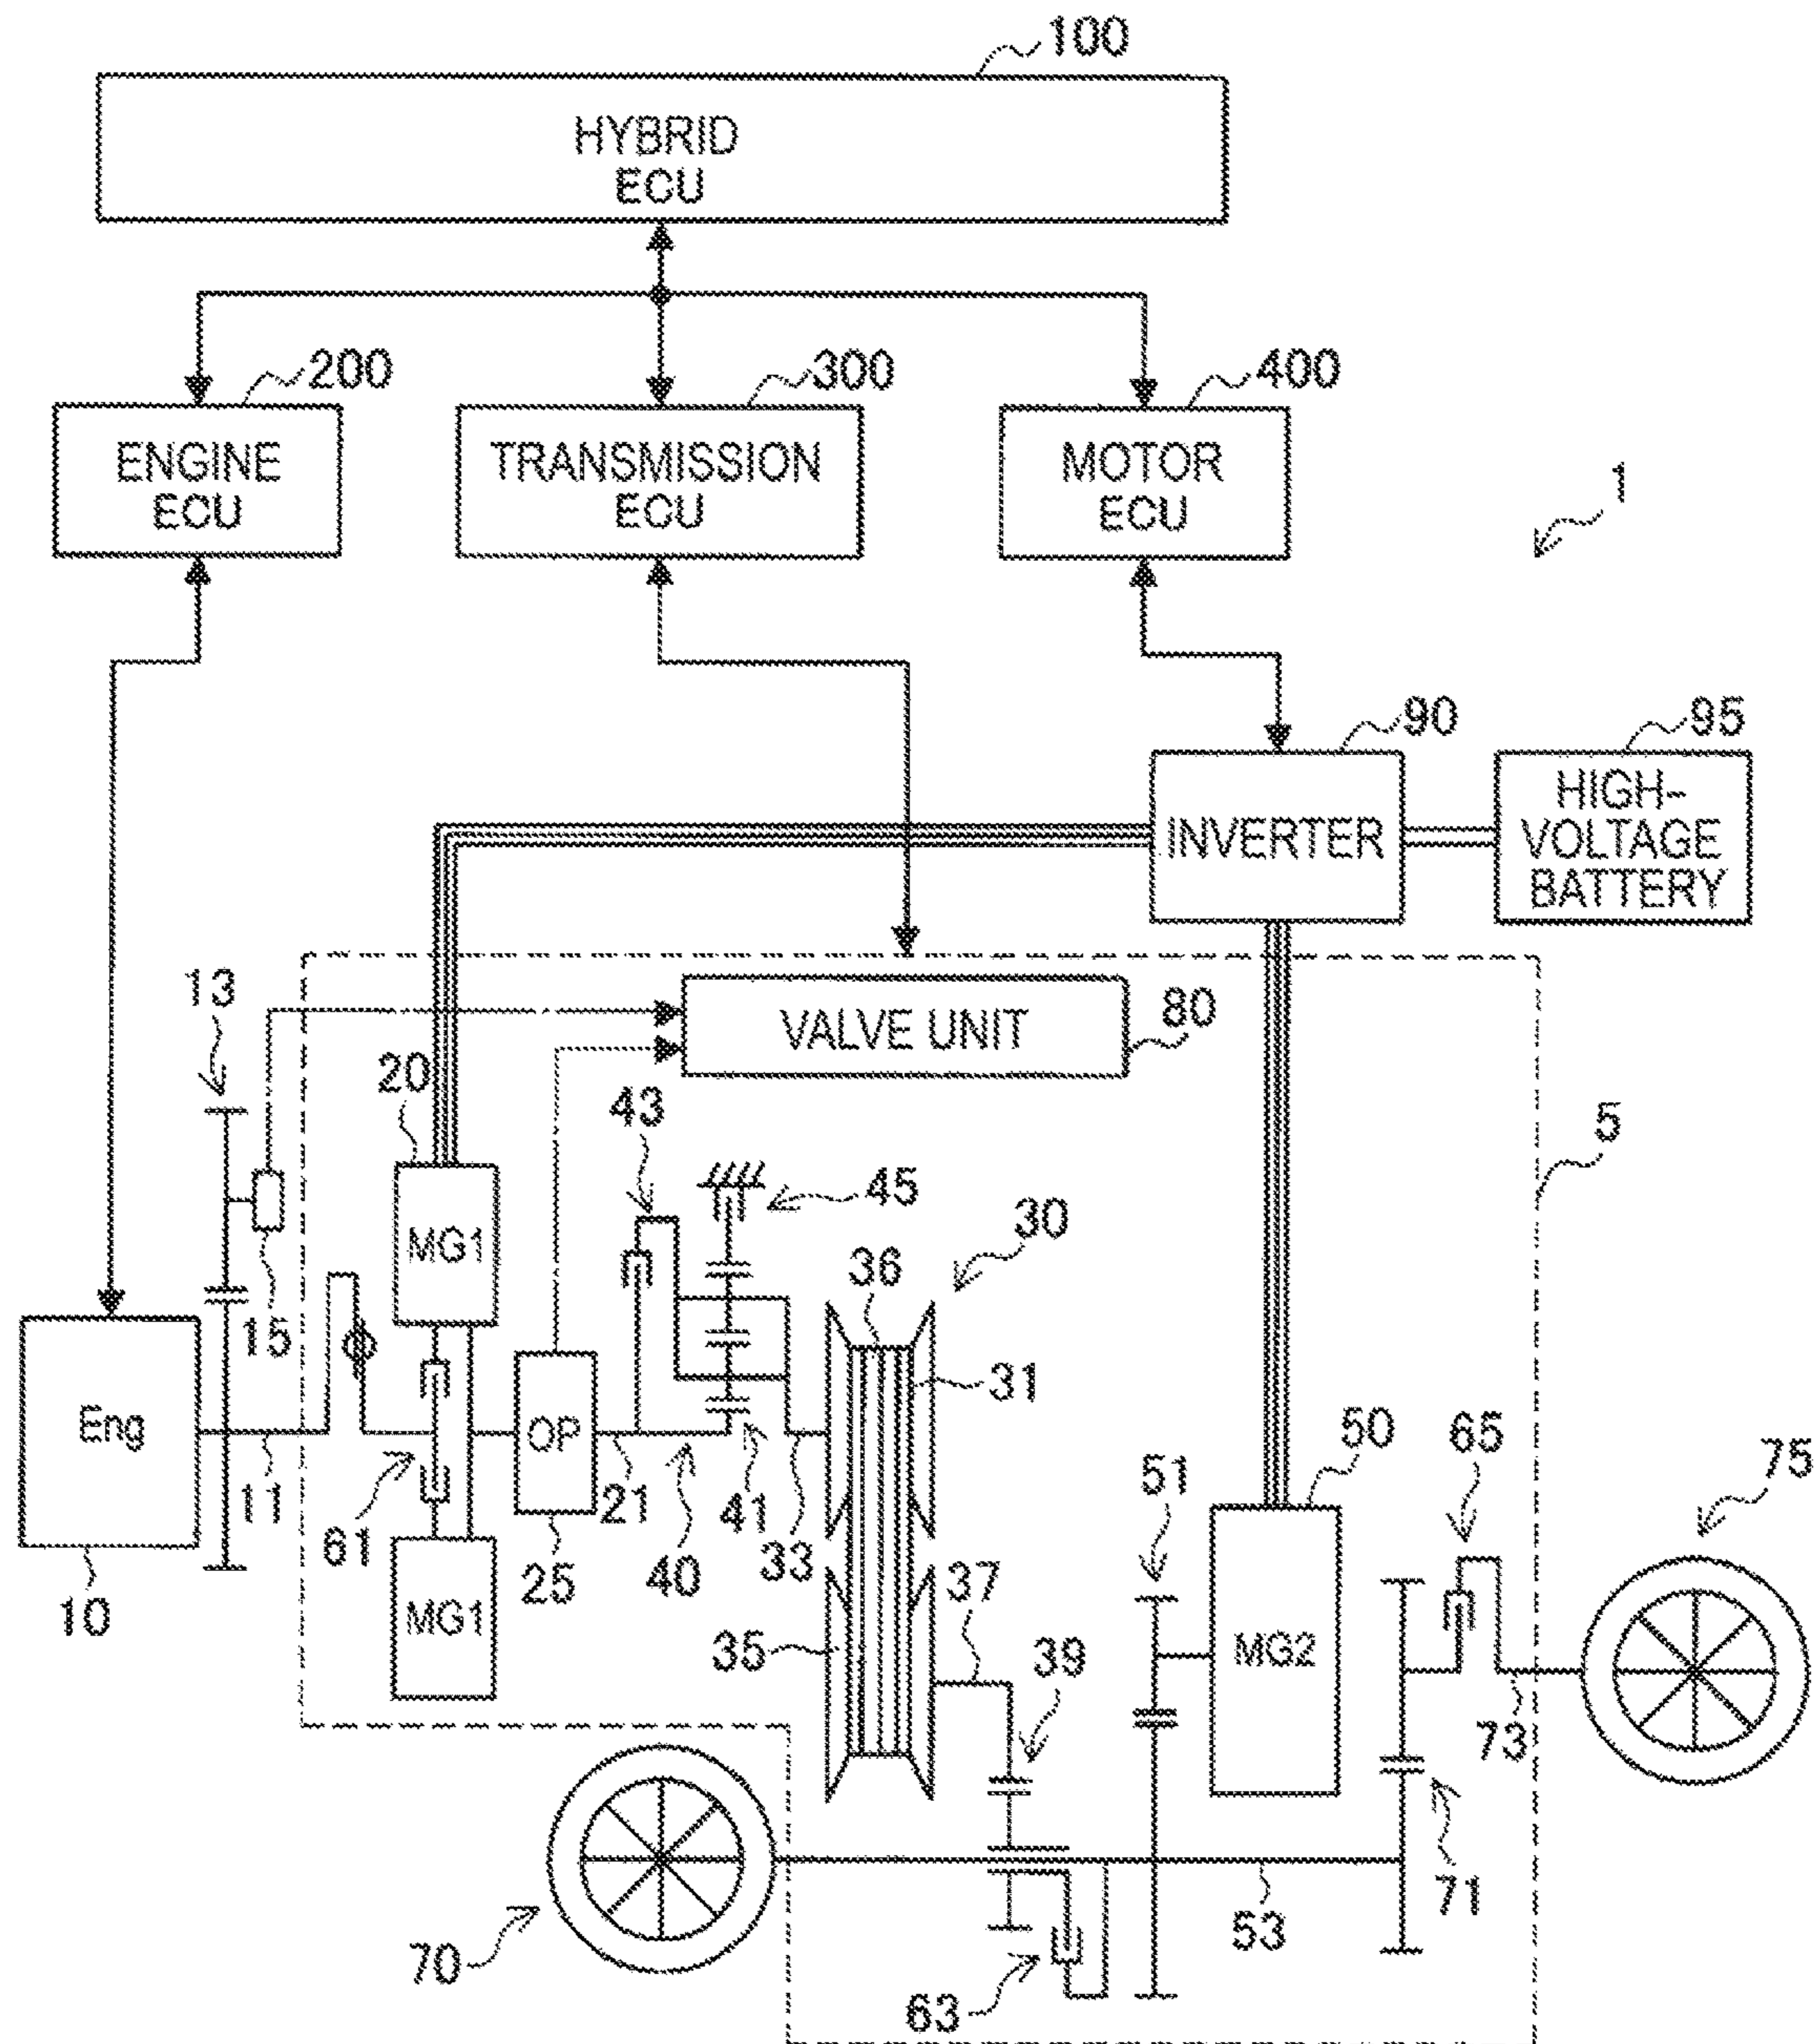 100
HYBRID
ECU
200
300
400
ENGINE
ECU
TRANSMISSION
ECU
MOTOR
ECU
1
90
95
INVERTER
HIGH-
VOLTAGE
BATTERY
13
VALVE UNIT
80
20
43
5
45
30
MG1
36
15
31
Eng
OP
50
65
75
51
11
61
21
41
33
25
40
37
10
MG1
35
39
MG2
73
71
53
70
63